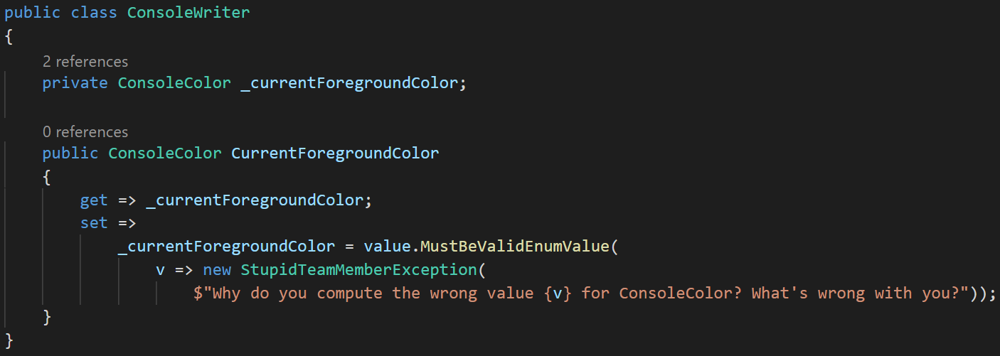 public class ConsoleWriter
{
2 references
private ConsoleColor _currentForegroundColor;
0 references
public ConsoleColor CurrentForegroundColor
{
get => _currentForegroundColor;
set =>
_currentForegroundColor = value.MustBeValidEnumValue(
v => new StupidTeamMemberException(
$"Why do you compute the wrong value {v} for ConsoleColor? What's wrong with you?"));
}
}